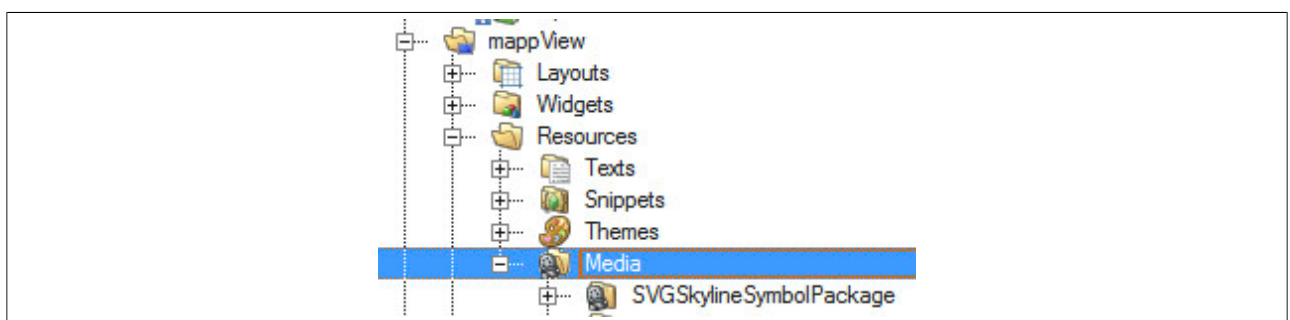 mappView
Layouts
Widgets
Resources
Texts
Snippets
Themes
Media
SVGSkylineSymbolPackage